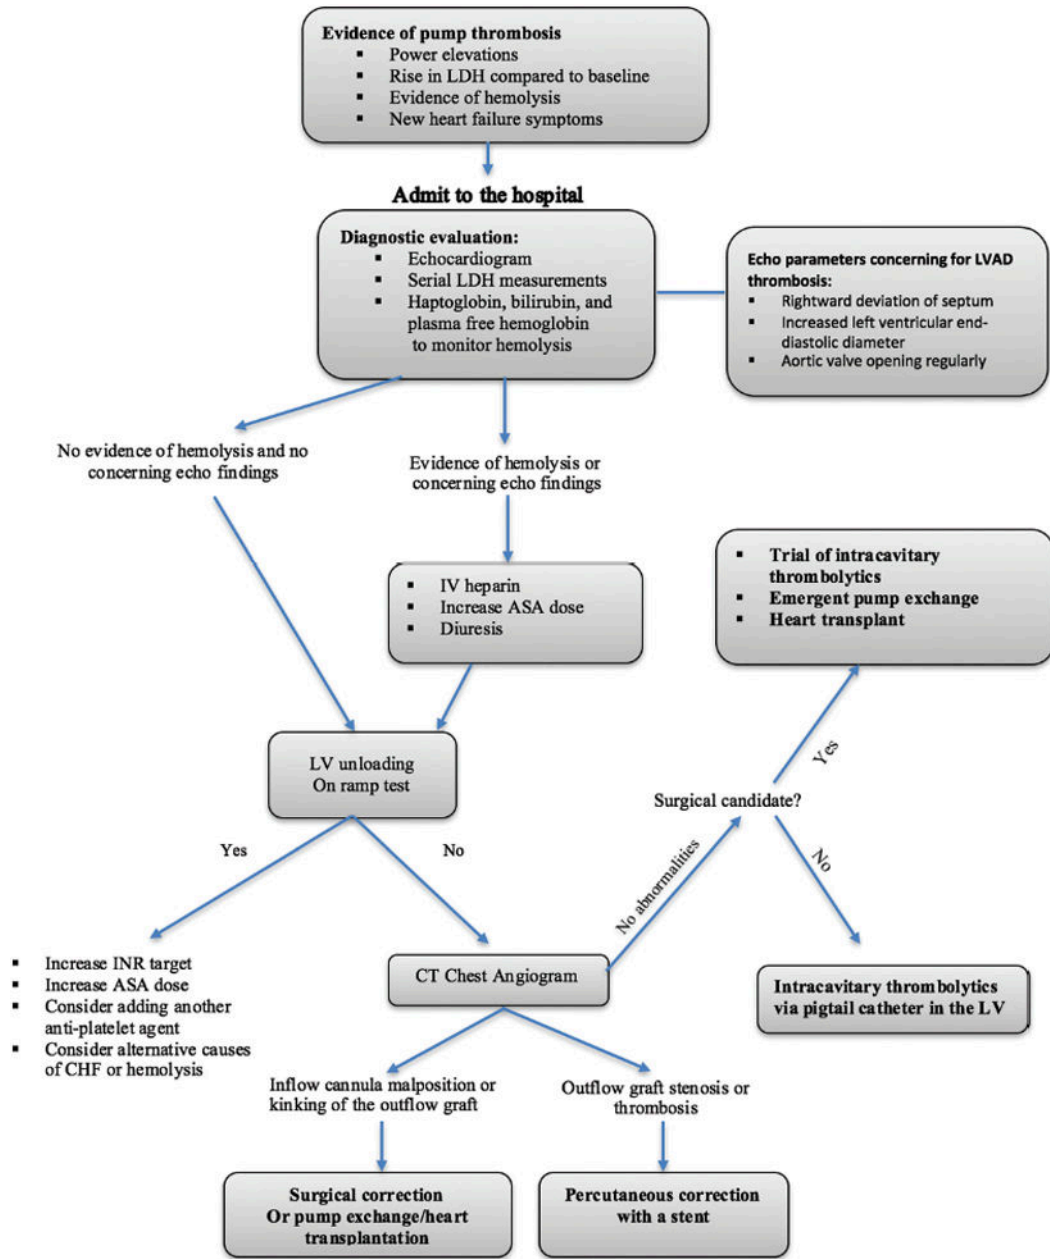 Evidence of pump thrombosis
▪ Power elevations
▪ Rise in LDH compared to baseline
▪ Evidence of hemolysis
▪ New heart failure symptoms
Admit to the hospital
Diagnostic evaluation:
▪ Echocardiogram
▪ Serial LDH measurements
▪ Haptoglobin, bilirubin, and
plasma free hemoglobin
to monitor hemolysis
Echo parameters concerning for LVAD
thrombosis:
▪ Rightward deviation of septum
▪ Increased left ventricular end-
diastolic diameter
▪ Aortic valve opening regularly
No evidence of hemolysis and no
concerning echo findings
Evidence of hemolysis or
concerning echo findings
▪ IV heparin
▪ Increase ASA dose
▪ Diuresis
▪ Trial of intracavitary
thrombolytics
▪ Emergent pump exchange
▪ Heart transplant
LV unloading
On ramp test
Yes
No
Surgical candidate?
Yes
No
No abnormalities
▪ Increase INR target
▪ Increase ASA dose
▪ Consider adding another
anti-platelet agent
▪ Consider alternative causes
of CHF or hemolysis
CT Chest Angiogram
Intracavitary thrombolytics
via pigtail catheter in the LV
Inflow cannula malposition or
kinking of the outflow graft
Outflow graft stenosis or
thrombosis
Surgical correction
Or pump exchange/heart
transplantation
Percutaneous correction
with a stent